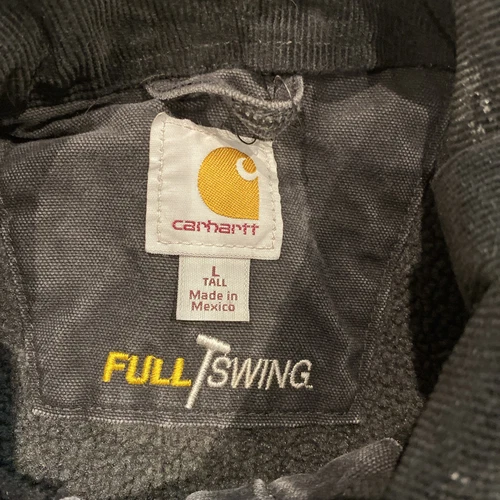 carhartt
L
TALL
Made in
Mexico
FULL SWING